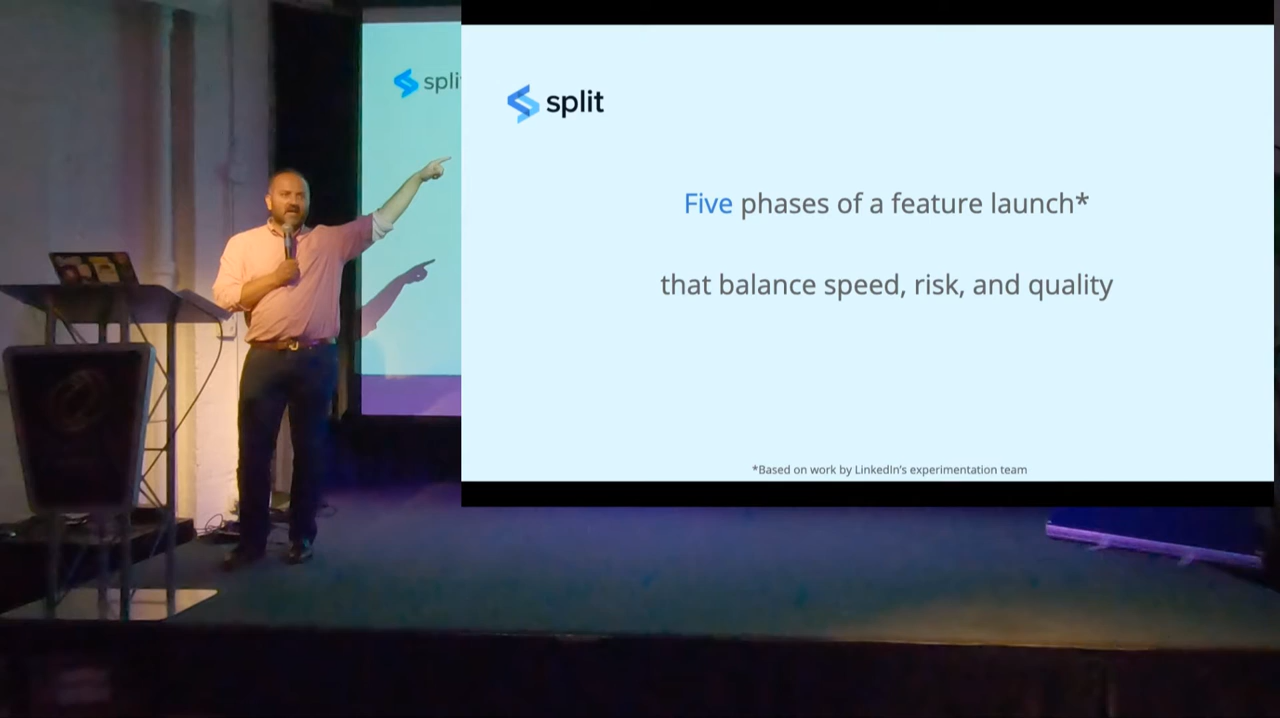 spli
split
Five phases of a feature launch*
that balance speed, risk, and quality
*Based on work by LinkedIn's experimentation team